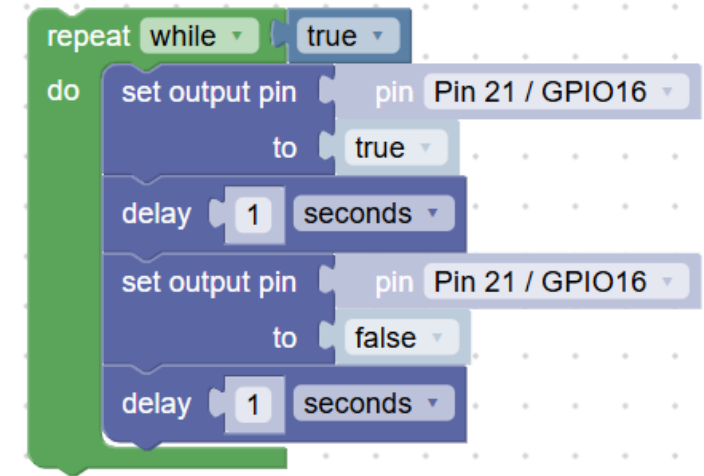 repeat while true
do set output pin pin Pin 21 / GPIO16
to true
delay 1 seconds
set output pin pin Pin 21 / GPIO16
to false
delay 1 seconds